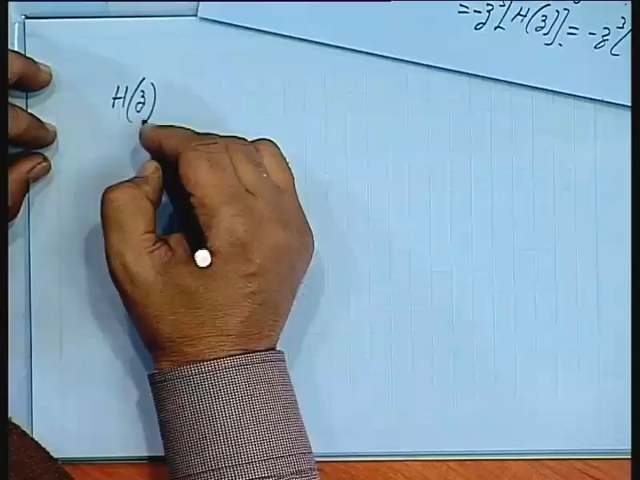 = -z³[H(z)] = -z³(
H(z)